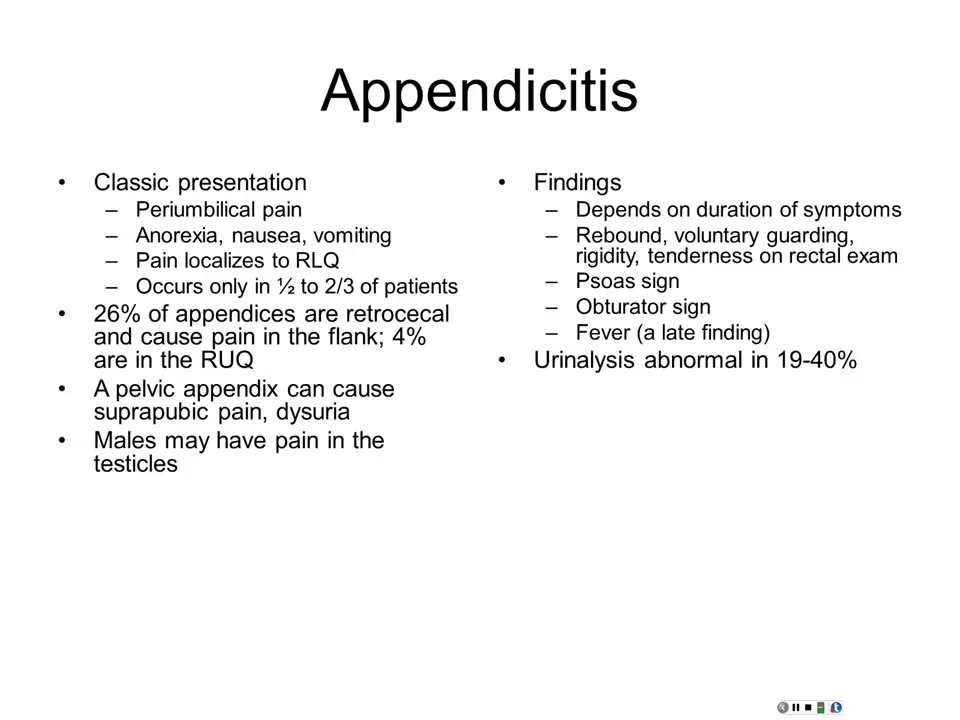 Appendicitis
• Classic presentation
– Periumbilical pain
– Anorexia, nausea, vomiting
– Pain localizes to RLQ
– Occurs only in ½ to 2/3 of patients
• 26% of appendices are retrocecal
and cause pain in the flank; 4%
are in the RUQ
• A pelvic appendix can cause
suprapubic pain, dysuria
• Males may have pain in the
testicles
• Findings
– Depends on duration of symptoms
– Rebound, voluntary guarding,
rigidity, tenderness on rectal exam
– Psoas sign
– Obturator sign
– Fever (a late finding)
• Urinalysis abnormal in 19-40%